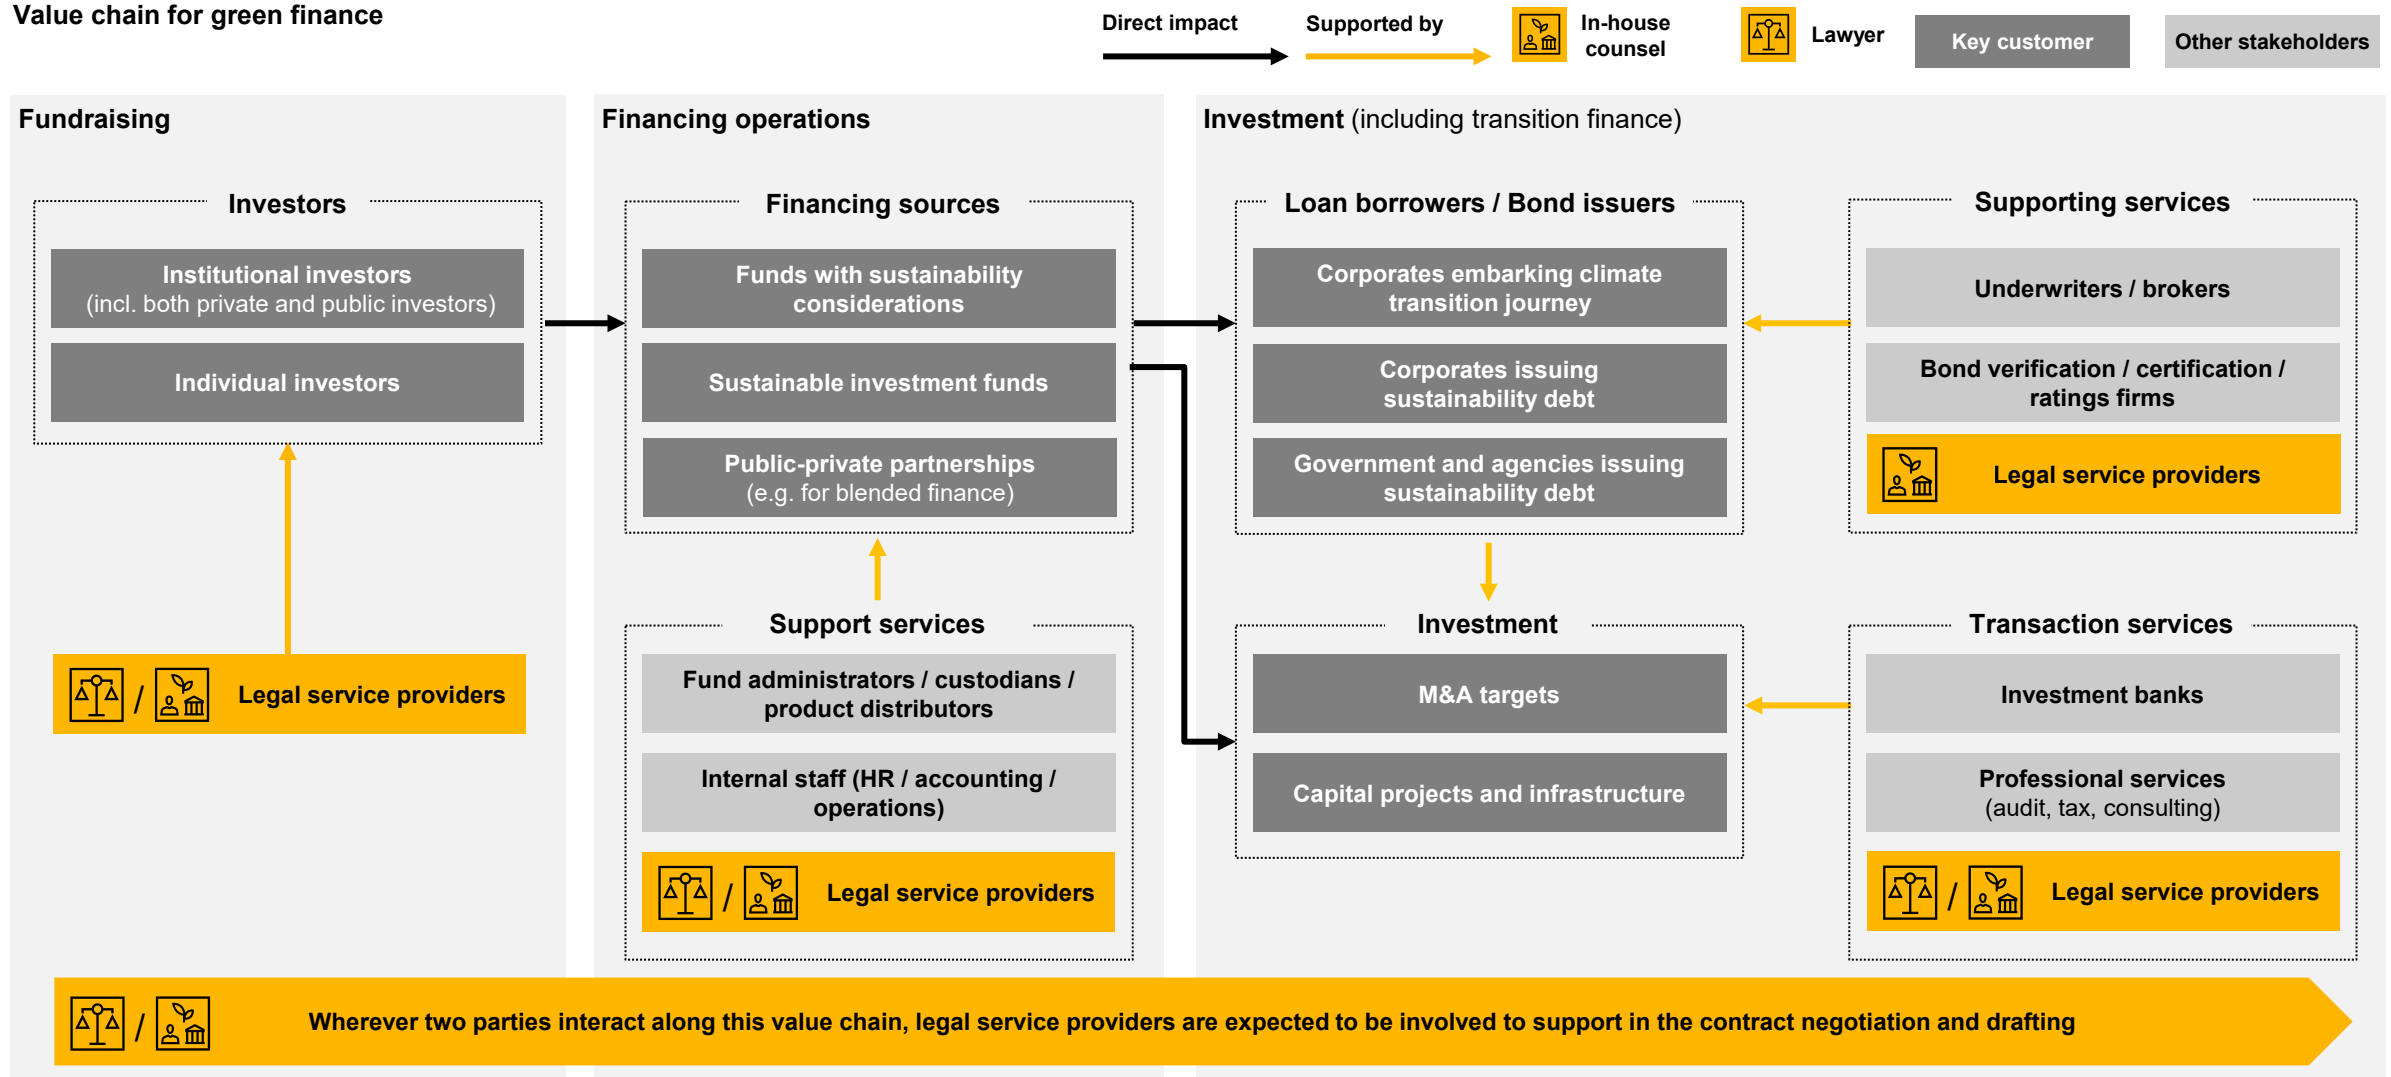 Value chain for green finance
Direct impact
Supported by
In-house
counsel
Lawyer
Key customer
Other stakeholders
Fundraising
Investors
Institutional investors
(incl. both private and public investors)
Individual investors
/
Legal service providers
Financing operations
Financing sources
Funds with sustainability
considerations
Sustainable investment funds
Public-private partnerships
(e.g. for blended finance)
Support services
Fund administrators / custodians /
product distributors
Internal staff (HR / accounting /
operations)
/
Legal service providers
Investment (including transition finance)
Loan borrowers / Bond issuers
Corporates embarking climate
transition journey
Corporates issuing
sustainability debt
Government and agencies issuing
sustainability debt
Investment
M&A targets
Capital projects and infrastructure
Supporting services
Underwriters / brokers
Bond verification / certification /
ratings firms
Legal service providers
Transaction services
Investment banks
Professional services
(audit, tax, consulting)
/
Legal service providers
/
Wherever two parties interact along this value chain, legal service providers are expected to be involved to support in the contract negotiation and drafting